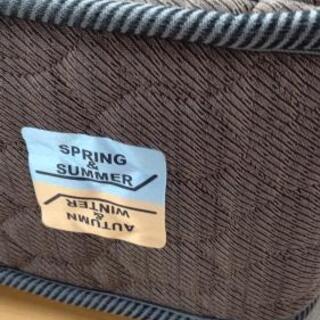 SPRING
&
SUMMER
AUTUMN
&
WINTER